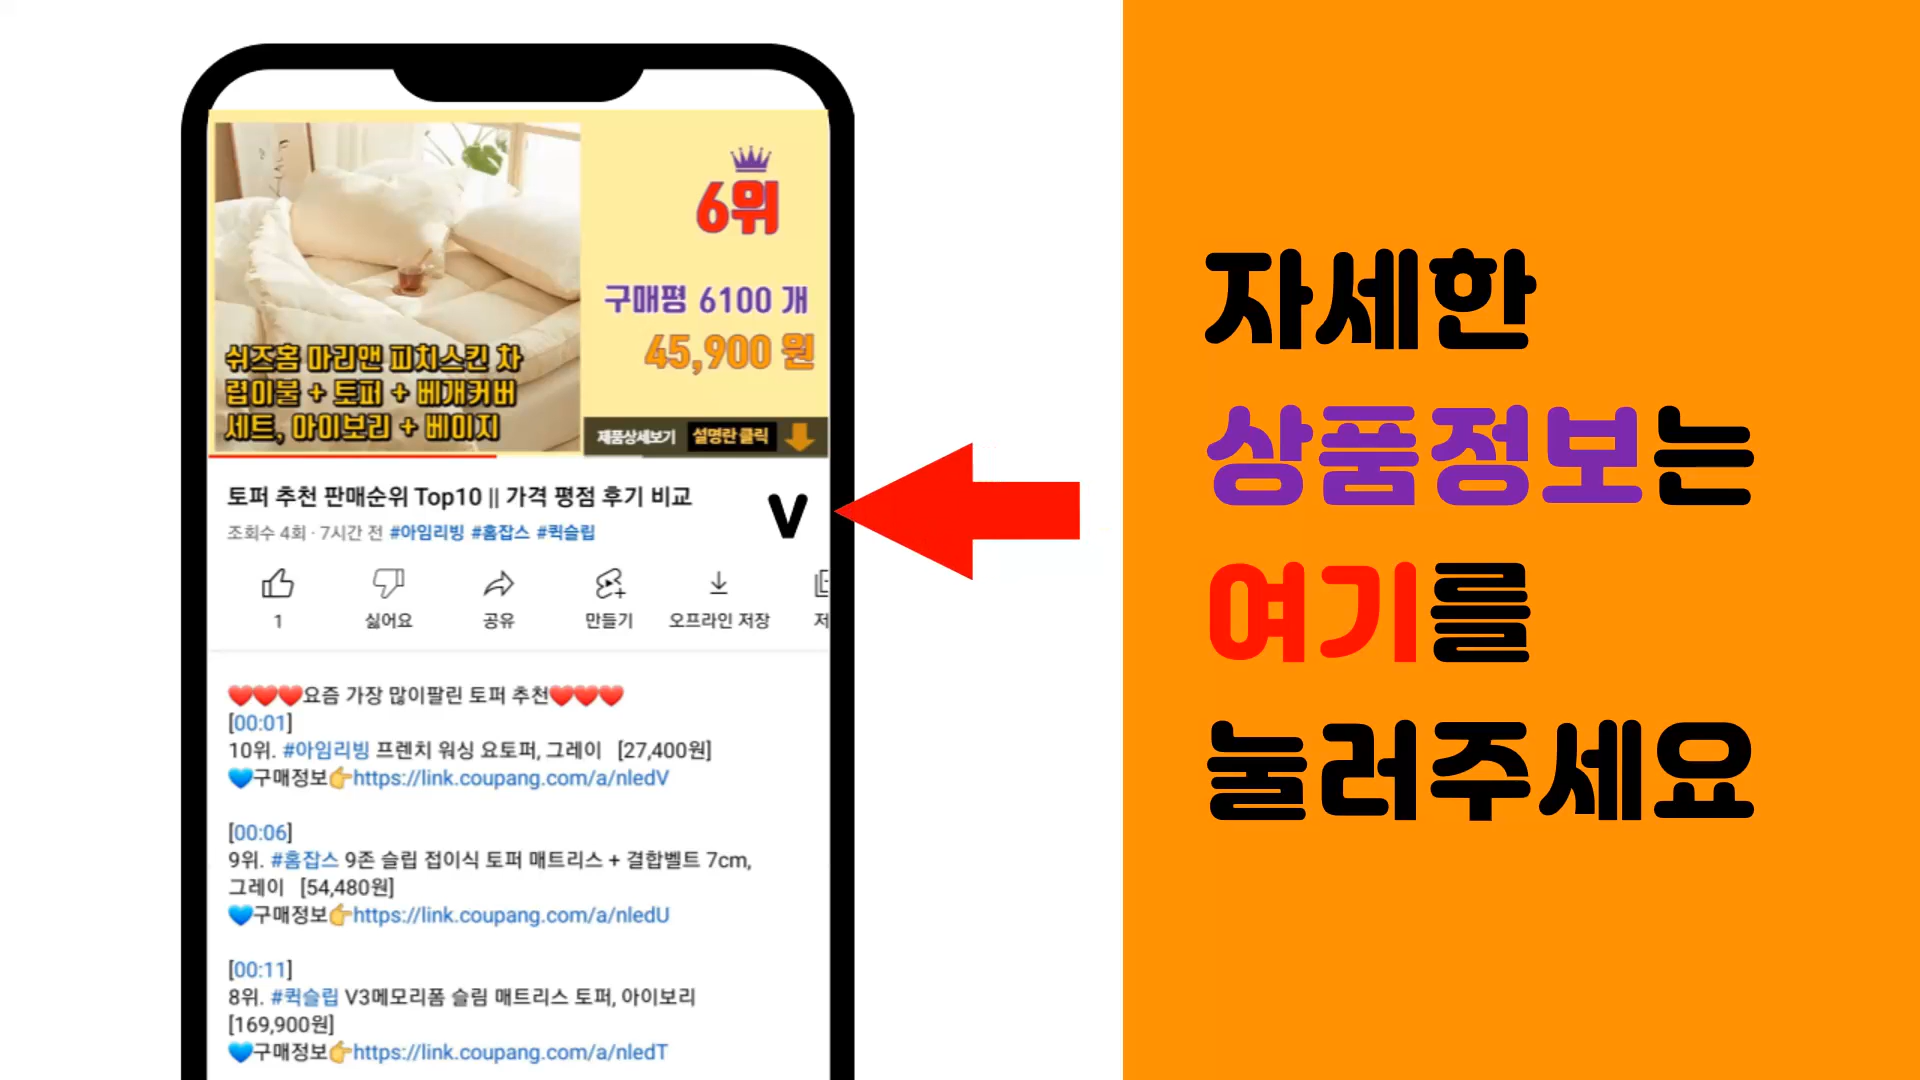 6위
구매평 6100 개
45,900 원
쉬즈홈 마리앤 피치스킨 차
렵이불 + 토퍼 + 베개커버
세트, 아이보리 + 베이지
제품상세보기 설명란 클릭
토퍼 추천 판매순위 Top10 || 가격 평점 후기 비교
V
조회수 4회 · 7시간 전 #아임리빙 #홈잡스 #퀵슬립
1 싫어요 공유 만들기 오프라인 저장 저
❤️❤️❤️요즘 가장 많이팔린 토퍼 추천❤️❤️❤️
[00:01]
10위. #아임리빙 프렌치 워싱 요토퍼, 그레이 [27,400원]
💙구매정보👉https://link.coupang.com/a/nledV
[00:06]
9위. #홈잡스 9존 슬립 접이식 토퍼 매트리스 + 결합벨트 7cm,
그레이 [54,480원]
💙구매정보👉https://link.coupang.com/a/nledU
[00:11]
8위. #퀵슬립 V3메모리폼 슬림 매트리스 토퍼, 아이보리
[169,900원]
💙구매정보👉https://link.coupang.com/a/nledT
자세한
상품정보는
여기를
눌러주세요